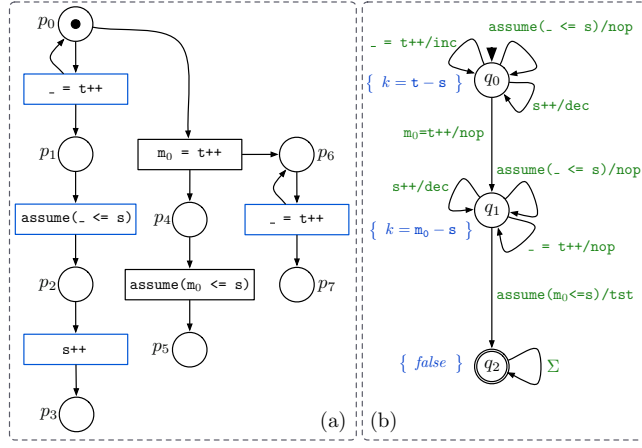 p₀
_ = t++
p₁
m₀ = t++
p₆
assume(_ <= s)
p₄
_ = t++
p₂
assume(m₀ <= s)
p₇
s++
p₅
p₃
(a)
assume(_ <= s)/nop
_ = t++/inc
{ k = t − s }
q₀
s++/dec
m₀=t++/nop
assume(_ <= s)/nop
s++/dec
q₁
{ k = m₀ − s }
_ = t++/nop
assume(m₀<=s)/tst
{ false }
q₂
Σ
(b)